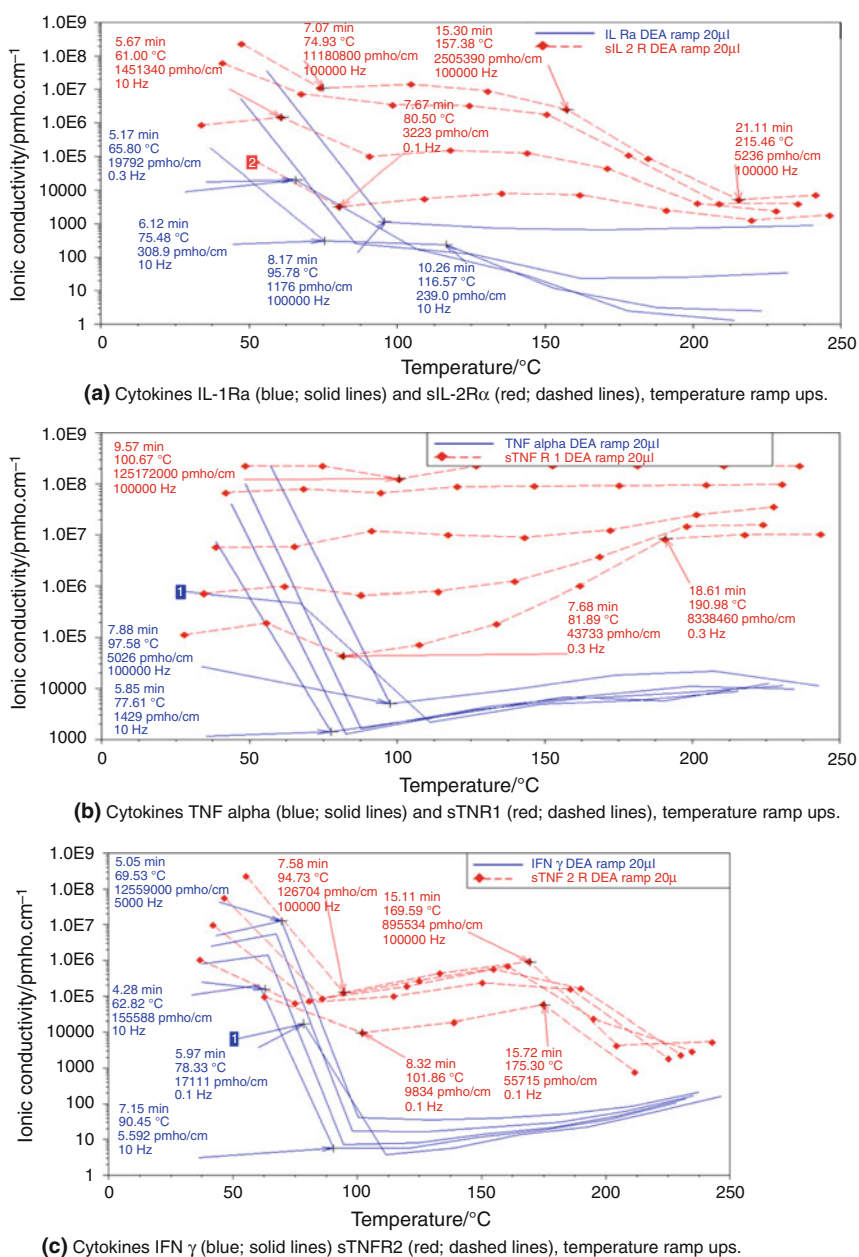 1.0E9
1.0E8
1.0E7
1.0E6
1.0E5
10000
1000
100
10
1
Ionic conductivity/pmho.cm⁻¹
5.67 min
61.00 °C
1451340 pmho/cm
10 Hz
7.07 min
74.93 °C
11180800 pmho/cm
100000 Hz
15.30 min
157.38 °C
2505390 pmho/cm
100000 Hz
IL Ra DEA ramp 20µl
sIL 2 R DEA ramp 20µl
7.67 min
80.50 °C
3223 pmho/cm
0.1 Hz
21.11 min
215.46 °C
5236 pmho/cm
100000 Hz
5.17 min
65.80 °C
19792 pmho/cm
0.3 Hz
2
6.12 min
75.48 °C
308.9 pmho/cm
10 Hz
8.17 min
95.78 °C
1176 pmho/cm
100000 Hz
10.26 min
116.57 °C
239.0 pmho/cm
10 Hz
0 50 100 150 200 250
Temperature/°C
(a) Cytokines IL-1Ra (blue; solid lines) and sIL-2Rα (red; dashed lines), temperature ramp ups.
1.0E9
1.0E8
1.0E7
1.0E6
1.0E5
10000
1000
Ionic conductivity/pmho.cm⁻¹
9.57 min
100.67 °C
125172000 pmho/cm
100000 Hz
TNF alpha DEA ramp 20µl
sTNF R 1 DEA ramp 20µl
1
7.88 min
97.58 °C
5026 pmho/cm
100000 Hz
5.85 min
77.61 °C
1429 pmho/cm
10 Hz
7.68 min
81.89 °C
43733 pmho/cm
0.3 Hz
18.61 min
190.98 °C
8338460 pmho/cm
0.3 Hz
0 50 100 150 200 250
Temperature/°C
(b) Cytokines TNF alpha (blue; solid lines) and sTNR1 (red; dashed lines), temperature ramp ups.
1.0E9
1.0E8
1.0E7
1.0E6
1.0E5
10000
1000
100
10
1
Ionic conductivity/pmho.cm⁻¹
5.05 min
69.53 °C
12559000 pmho/cm
5000 Hz
7.58 min
94.73 °C
126704 pmho/cm
100000 Hz
15.11 min
169.59 °C
895534 pmho/cm
100000 Hz
IFN γ DEA ramp 20µl
sTNF 2 R DEA ramp 20µ
4.28 min
62.82 °C
155588 pmho/cm
10 Hz
1
5.97 min
78.33 °C
17111 pmho/cm
0.1 Hz
8.32 min
101.86 °C
9834 pmho/cm
0.1 Hz
15.72 min
175.30 °C
55715 pmho/cm
0.1 Hz
7.15 min
90.45 °C
5.592 pmho/cm
10 Hz
0 50 100 150 200 250
Temperature/°C
(c) Cytokines IFN γ (blue; solid lines) sTNFR2 (red; dashed lines), temperature ramp ups.